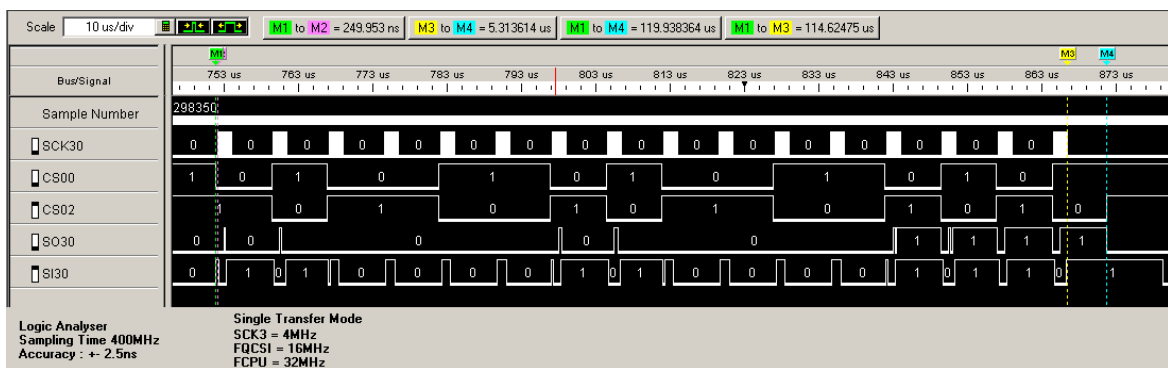 Scale 10 us/div M1 to M2 = 249.953 ns M3 to M4 = 5.313614 us M1 to M4 = 119.938364 us M1 to M3 = 114.62475 us
M1 M3 M4
Bus/Signal 753 us 763 us 773 us 783 us 793 us 803 us 813 us 823 us 833 us 843 us 853 us 863 us 873 us
Sample Number 298350
SCK30 0 0 0 0 0 0 0 0 0 0 0 0 0 0 0 0
CS00 1 0 1 0 1 0 1 0 1 0 1 0
CS02 1 0 1 0 1 0 1 0 1 0 1 0
SO30 0 0 0 0 0 1 1 1 1
SI30 0 1 0 1 0 0 0 0 1 0 1 0 0 0 0 1 0 1 1 0 1
Logic Analyser
Sampling Time 400MHz
Accuracy : +- 2.5ns
Single Transfer Mode
SCK3 = 4MHz
FQCSI = 16MHz
FCPU = 32MHz